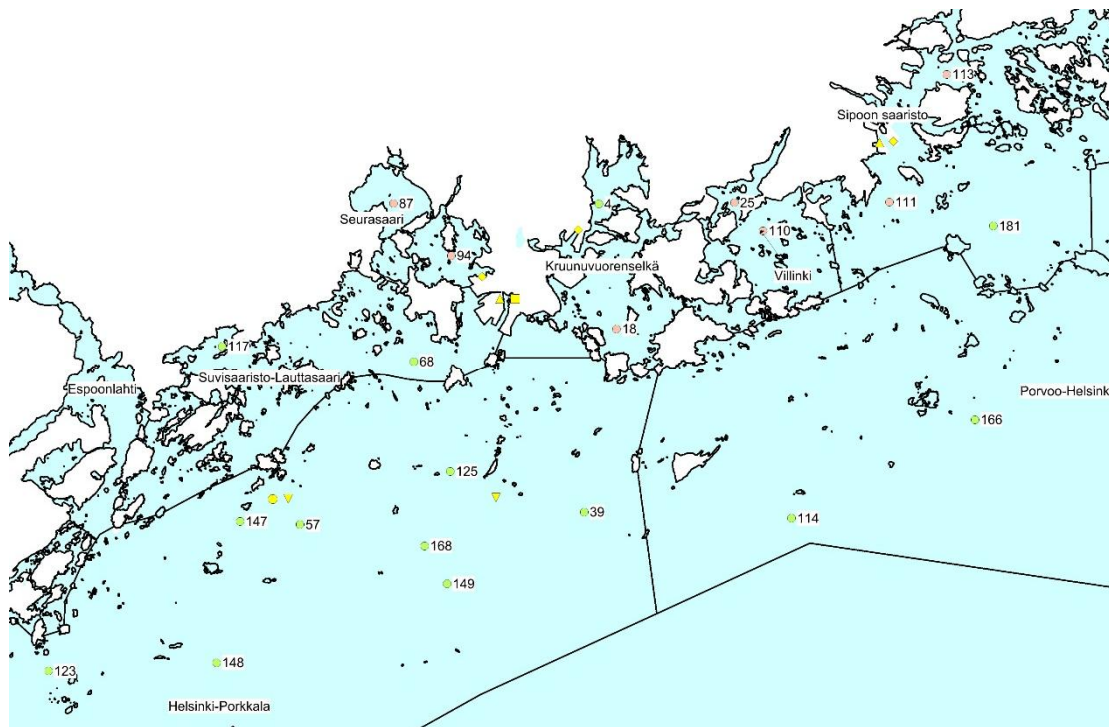 113
Sipoon saaristo
87
4
25
111
Seurasaari
181
110
94
Kruunuvuorenselkä
Villinki
18
117
68
Suvisaaristo-Lauttasaari
Espoonlahti
Porvoo-Helsink
166
125
39
114
147
57
168
149
148
123
Helsinki-Porkkala